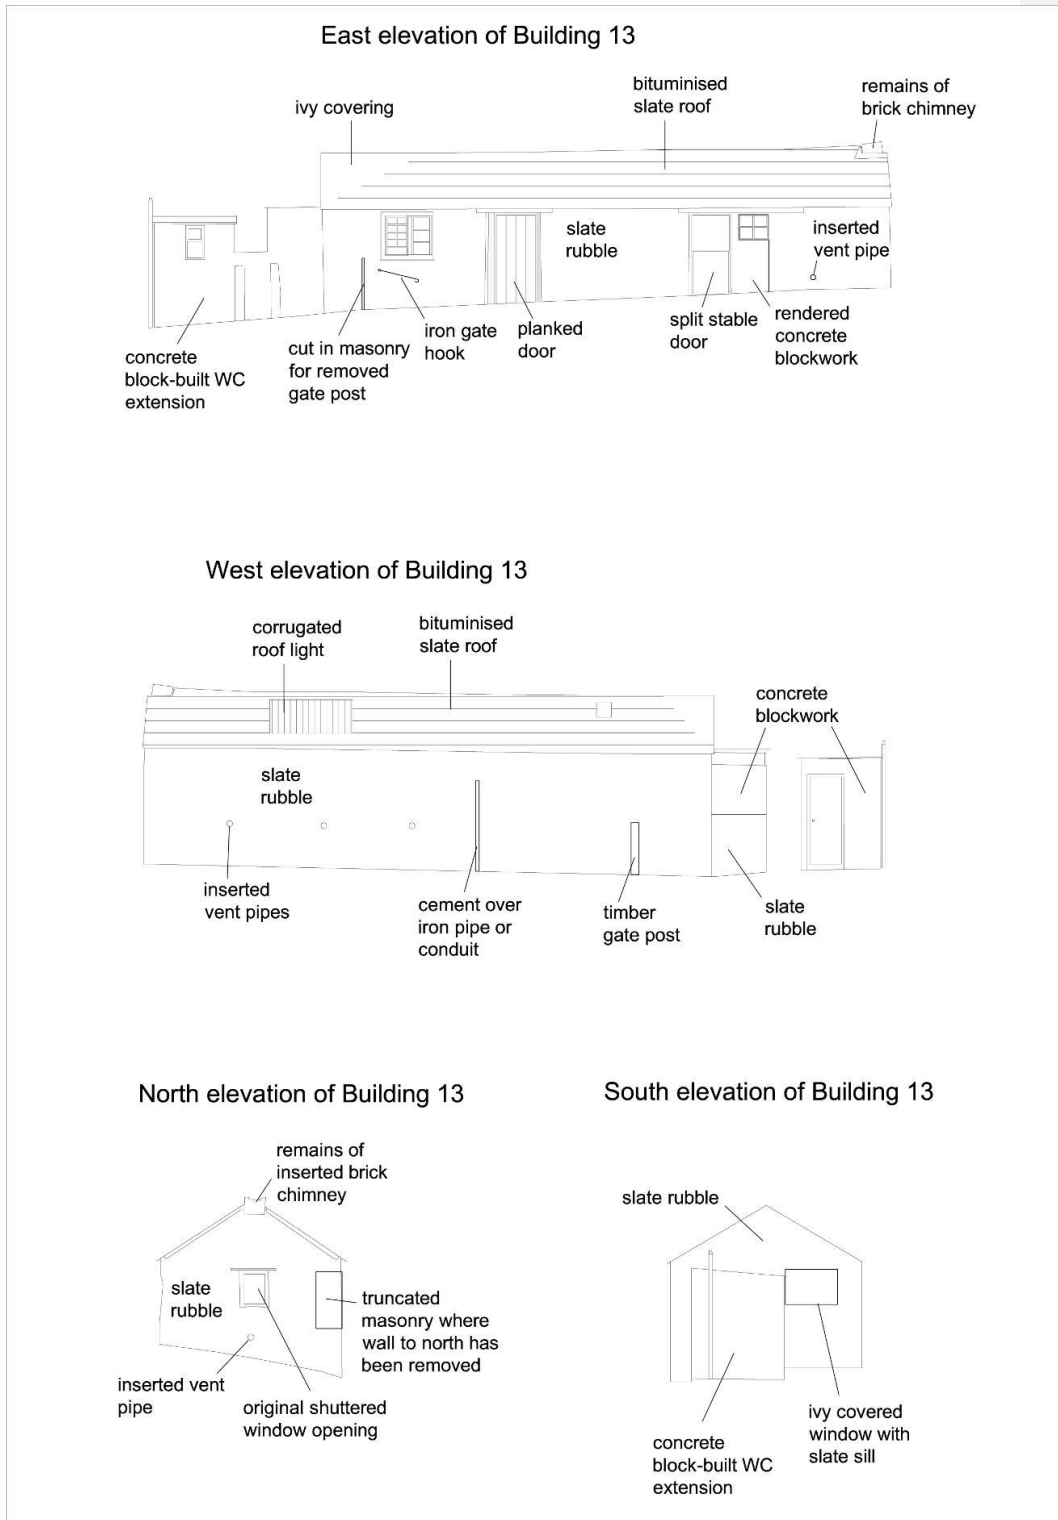 East elevation of Building 13
ivy covering
bituminised
slate roof
remains of
brick chimney
slate
rubble
inserted
vent pipe
concrete
block-built WC
extension
cut in masonry
for removed
gate post
iron gate
hook
planked
door
split stable
door
rendered
concrete
blockwork
West elevation of Building 13
corrugated
roof light
bituminised
slate roof
concrete
blockwork
slate
rubble
inserted
vent pipes
cement over
iron pipe or
conduit
timber
gate post
slate
rubble
North elevation of Building 13
remains of
inserted brick
chimney
slate
rubble
truncated
masonry where
wall to north has
been removed
inserted vent
pipe
original shuttered
window opening
South elevation of Building 13
slate rubble
ivy covered
window with
slate sill
concrete
block-built WC
extension